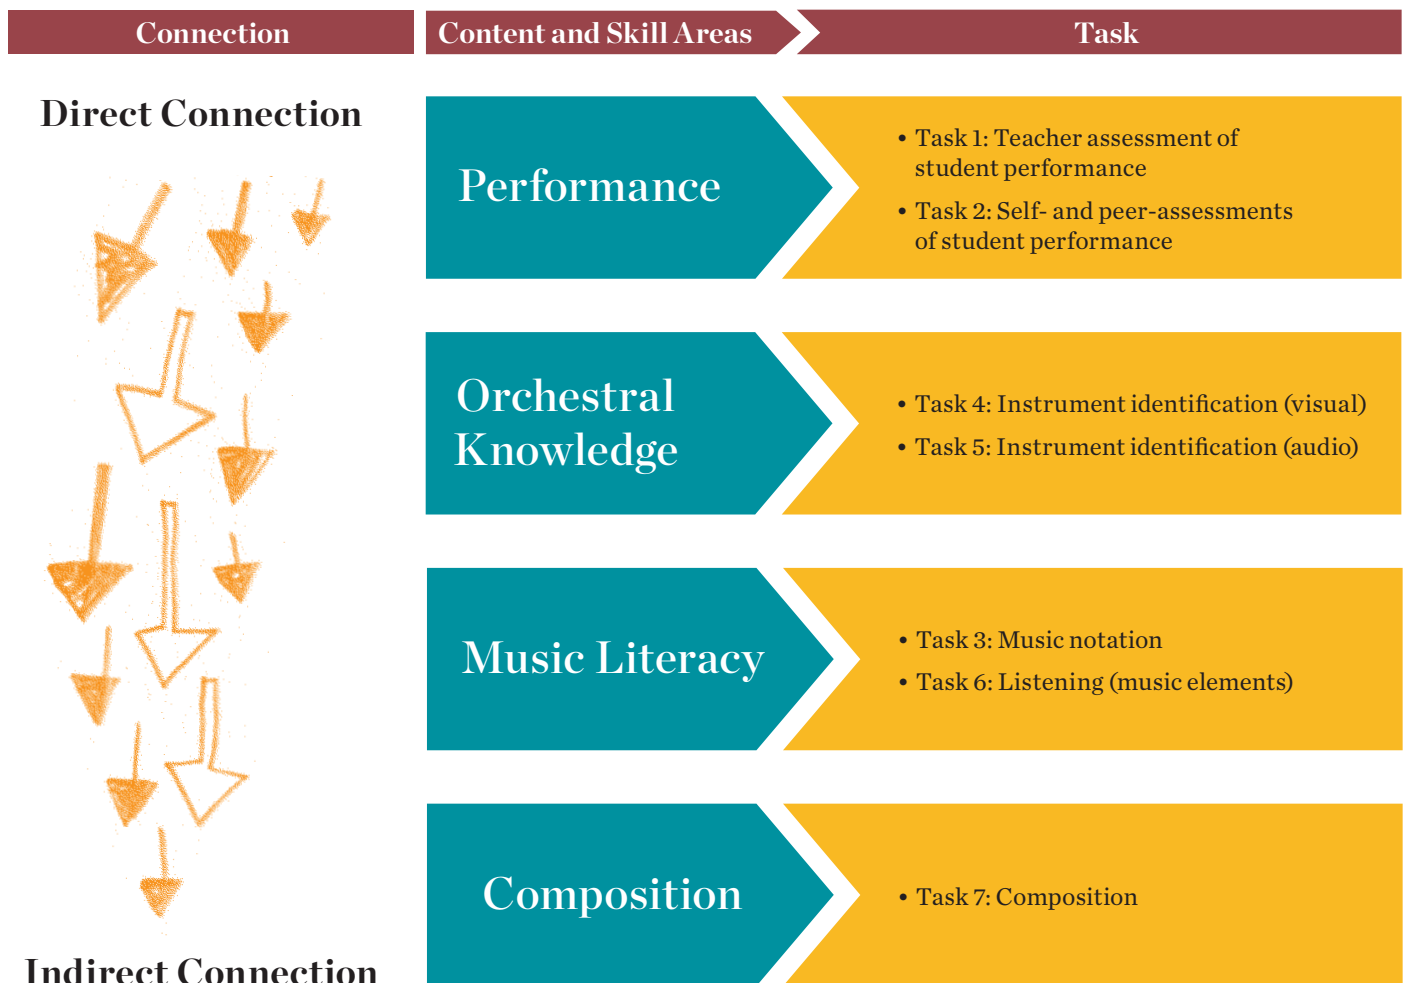 Connection
Content and Skill Areas
Task
Direct Connection
Performance
• Task 1: Teacher assessment of
student performance
• Task 2: Self- and peer-assessments
of student performance
Orchestral
Knowledge
• Task 4: Instrument identification (visual)
• Task 5: Instrument identification (audio)
Music Literacy
• Task 3: Music notation
• Task 6: Listening (music elements)
Composition
• Task 7: Composition
Indirect Connection